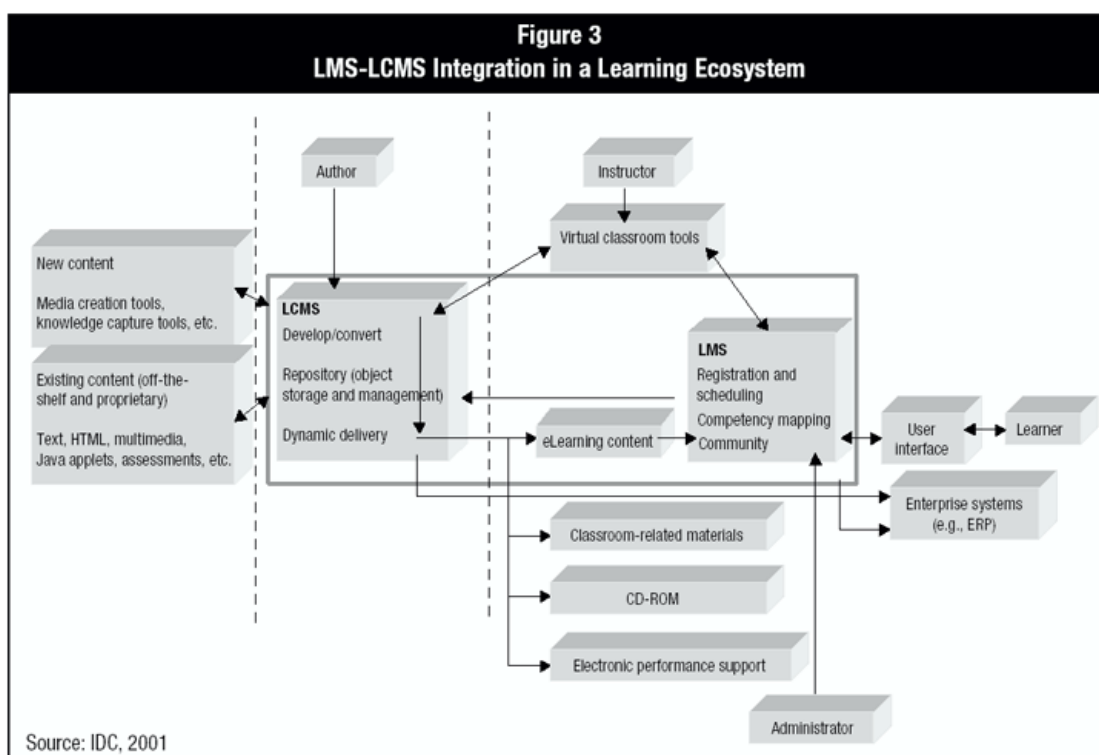 Figure 3
LMS-LCMS Integration in a Learning Ecosystem
Author
Instructor
Virtual classroom tools
New content
Media creation tools,
knowledge capture tools, etc.
Existing content (off-the-
shelf and proprietary)
Text, HTML, multimedia,
Java applets, assessments, etc.
LCMS
Develop/convert
Repository (object
storage and management)
Dynamic delivery
LMS
Registration and
scheduling
Competency mapping
Community
eLearning content
User
interface
Learner
Enterprise systems
(e.g., ERP)
Classroom-related materials
CD-ROM
Electronic performance support
Administrator
Source: IDC, 2001